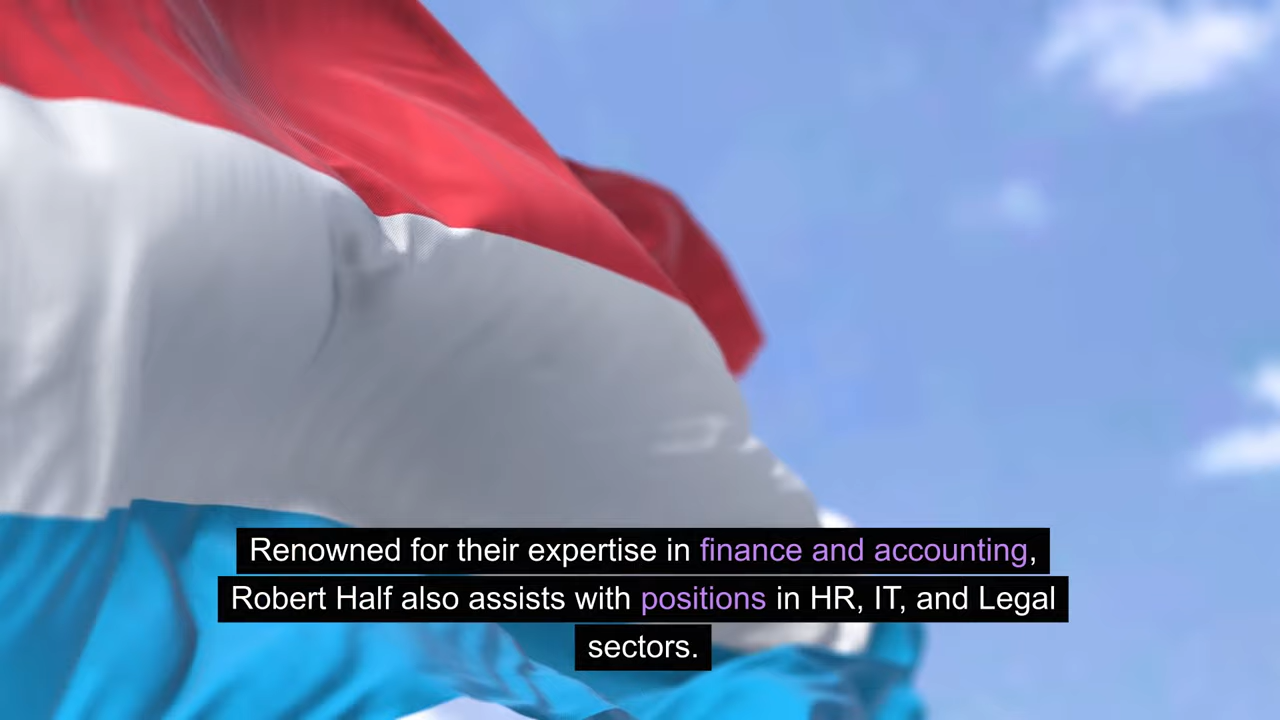 Renowned for their expertise in finance and accounting,
Robert Half also assists with positions in HR, IT, and Legal
sectors.